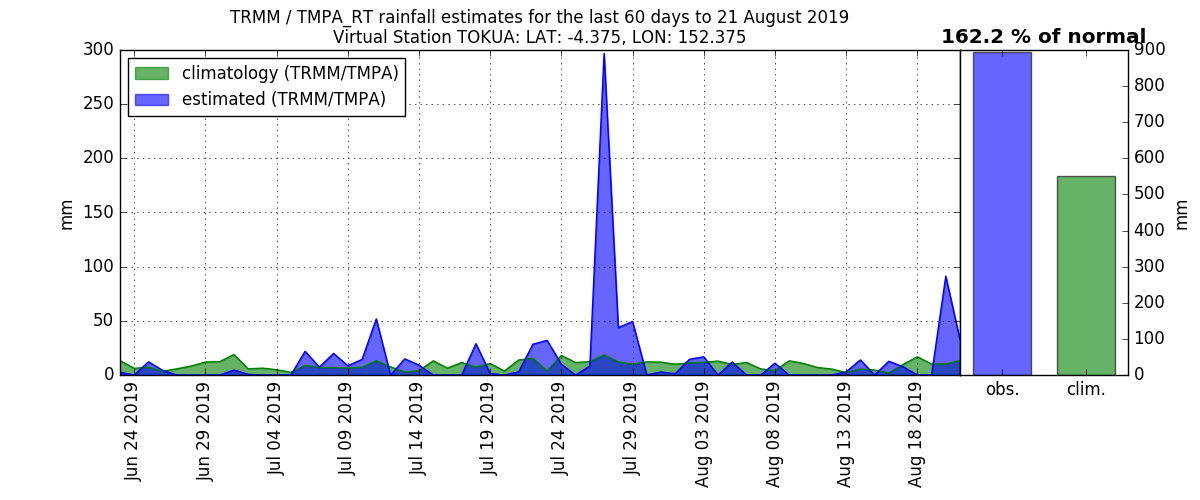 TRMM / TMPA_RT rainfall estimates for the last 60 days to 21 August 2019
Virtual Station TOKUA: LAT: -4.375, LON: 152.375
162.2 % of normal
climatology (TRMM/TMPA)
estimated (TRMM/TMPA)
300
250
200
150
100
50
0
mm
900
800
700
600
500
400
300
200
100
0
mm
Jun 24 2019
Jun 29 2019
Jul 04 2019
Jul 09 2019
Jul 14 2019
Jul 19 2019
Jul 24 2019
Jul 29 2019
Aug 03 2019
Aug 08 2019
Aug 13 2019
Aug 18 2019
obs.
clim.